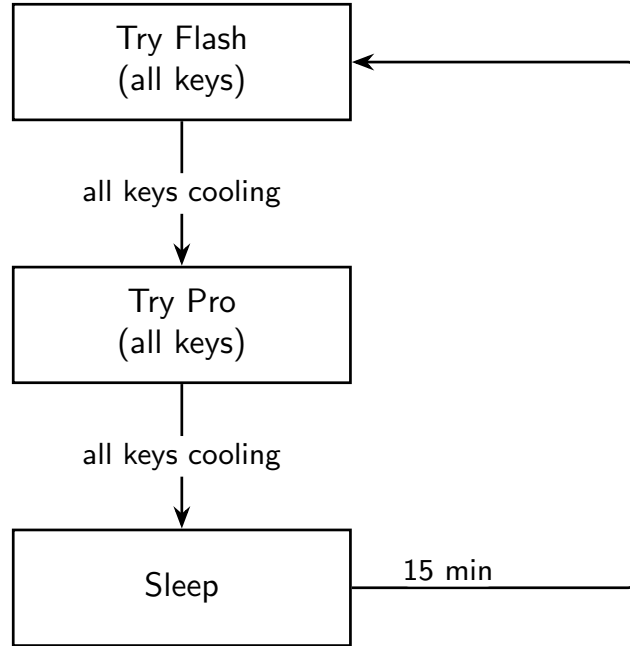 Try Flash
(all keys)
all keys cooling
Try Pro
(all keys)
all keys cooling
Sleep
15 min